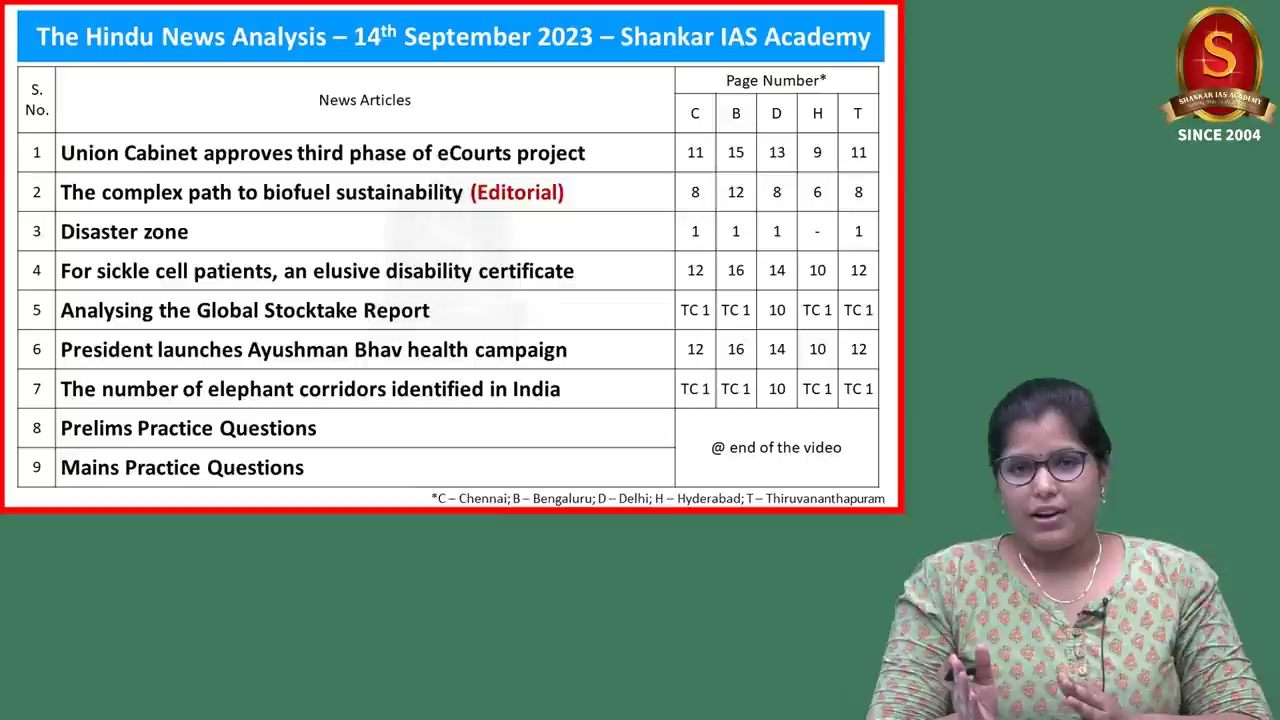 The Hindu News Analysis – 14th September 2023 – Shankar IAS Academy
S. No. News Articles Page Number*
C B D H T
1 Union Cabinet approves third phase of eCourts project 11 15 13 9 11
2 The complex path to biofuel sustainability (Editorial) 8 12 8 6 8
3 Disaster zone 1 1 1 - 1
4 For sickle cell patients, an elusive disability certificate 12 16 14 10 12
5 Analysing the Global Stocktake Report TC 1 TC 1 10 TC 1 TC 1
6 President launches Ayushman Bhav health campaign 12 16 14 10 12
7 The number of elephant corridors identified in India TC 1 TC 1 10 TC 1 TC 1
8 Prelims Practice Questions
@ end of the video
9 Mains Practice Questions
*C – Chennai; B – Bengaluru; D – Delhi; H – Hyderabad; T – Thiruvananthapuram
S
SHANKAR IAS ACADEMY
SINCE 2004